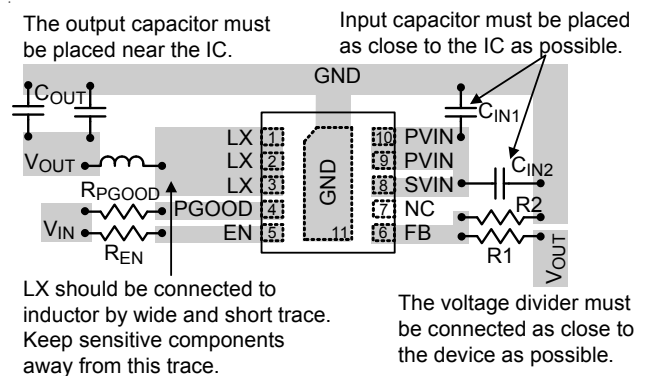 The output capacitor must
be placed near the IC.
Input capacitor must be placed
as close to the IC as possible.
GND
COUT
CIN1
LX 1
10 PVIN
LX 2
9 PVIN
CIN2
VOUT
LX 3
8 SVIN
GND
RPGOOD
PGOOD 4
7 NC
R2
VIN
EN 5
11
6 FB
REN
R1
VOUT
LX should be connected to
inductor by wide and short trace.
Keep sensitive components
away from this trace.
The voltage divider must
be connected as close to
the device as possible.